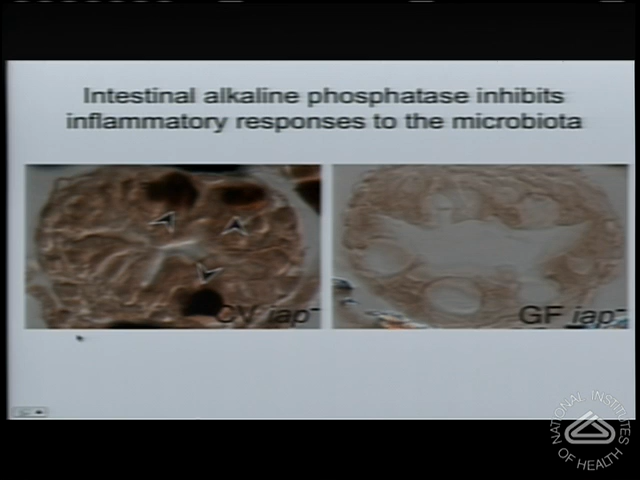 Intestinal alkaline phosphatase inhibits
inflammatory responses to the microbiota
CV iap-
GF iap-
NATIONAL INSTITUTES
OF HEALTH